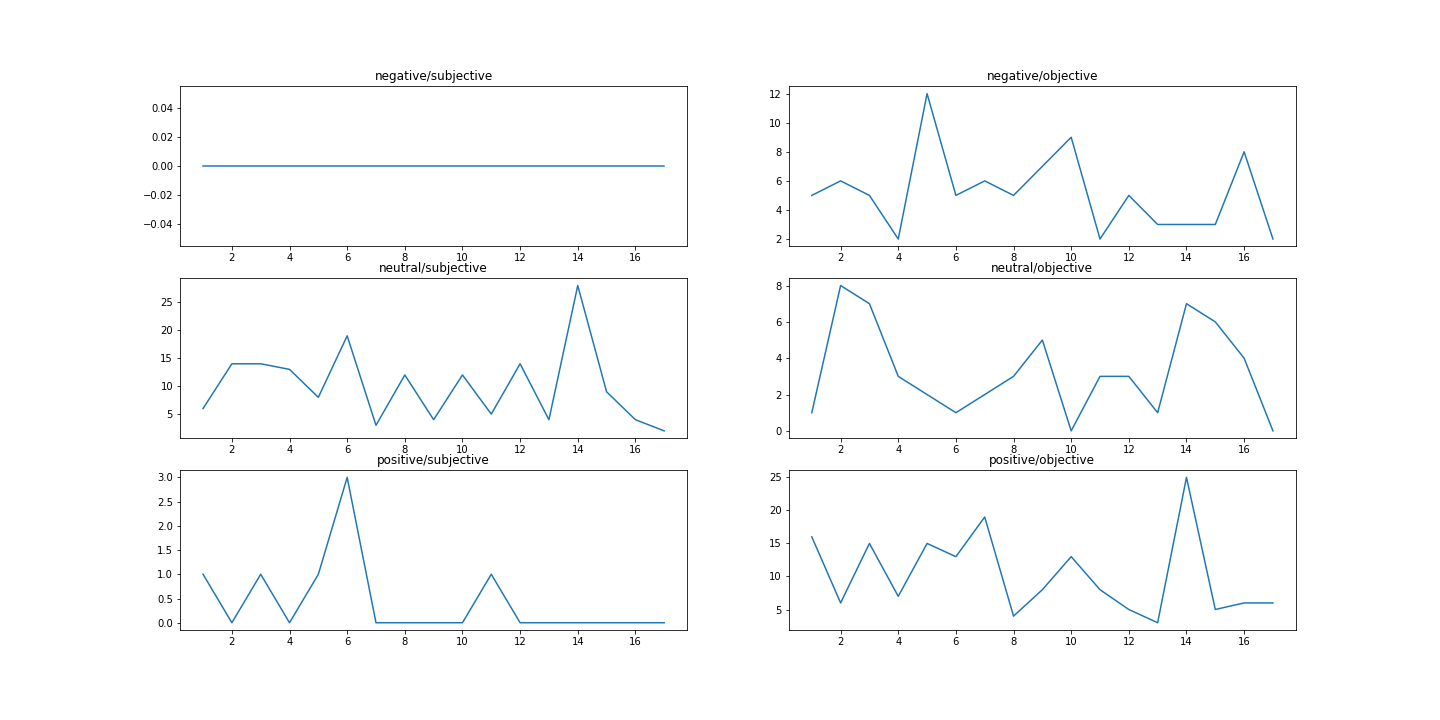 negative/subjective
0.04
0.02
0.00
−0.02
−0.04
2 4 6 8 10 12 14 16
negative/objective
12
10
8
6
4
2
2 4 6 8 10 12 14 16
neutral/subjective
25
20
15
10
5
2 4 6 8 10 12 14 16
neutral/objective
8
6
4
2
0
2 4 6 8 10 12 14 16
positive/subjective
3.0
2.5
2.0
1.5
1.0
0.5
0.0
2 4 6 8 10 12 14 16
positive/objective
25
20
15
10
5
2 4 6 8 10 12 14 16